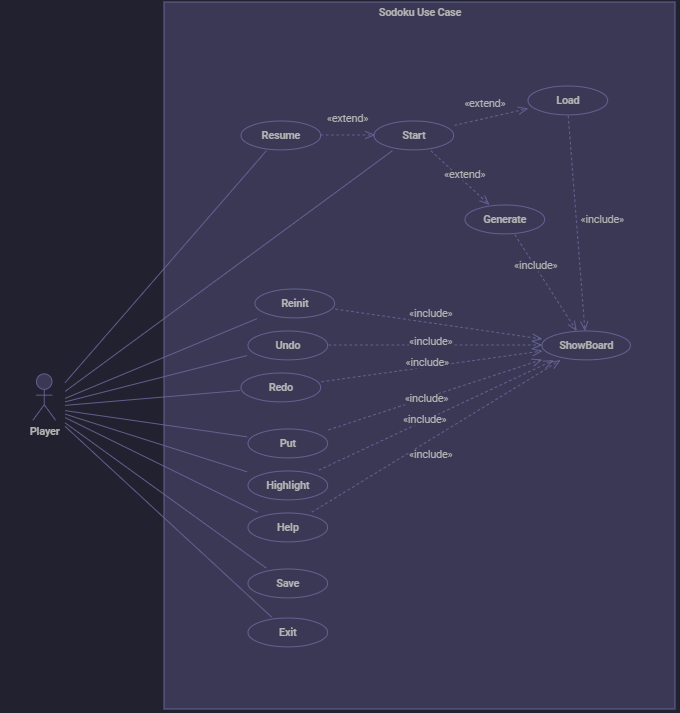 Sodoku Use Case
Load
«extend»
«extend»
Resume
Start
«extend»
Generate
«include»
«include»
Reinit
«include»
Undo
«include»
ShowBoard
«include»
Redo
«include»
«include»
Player
Put
«include»
Highlight
Help
Save
Exit